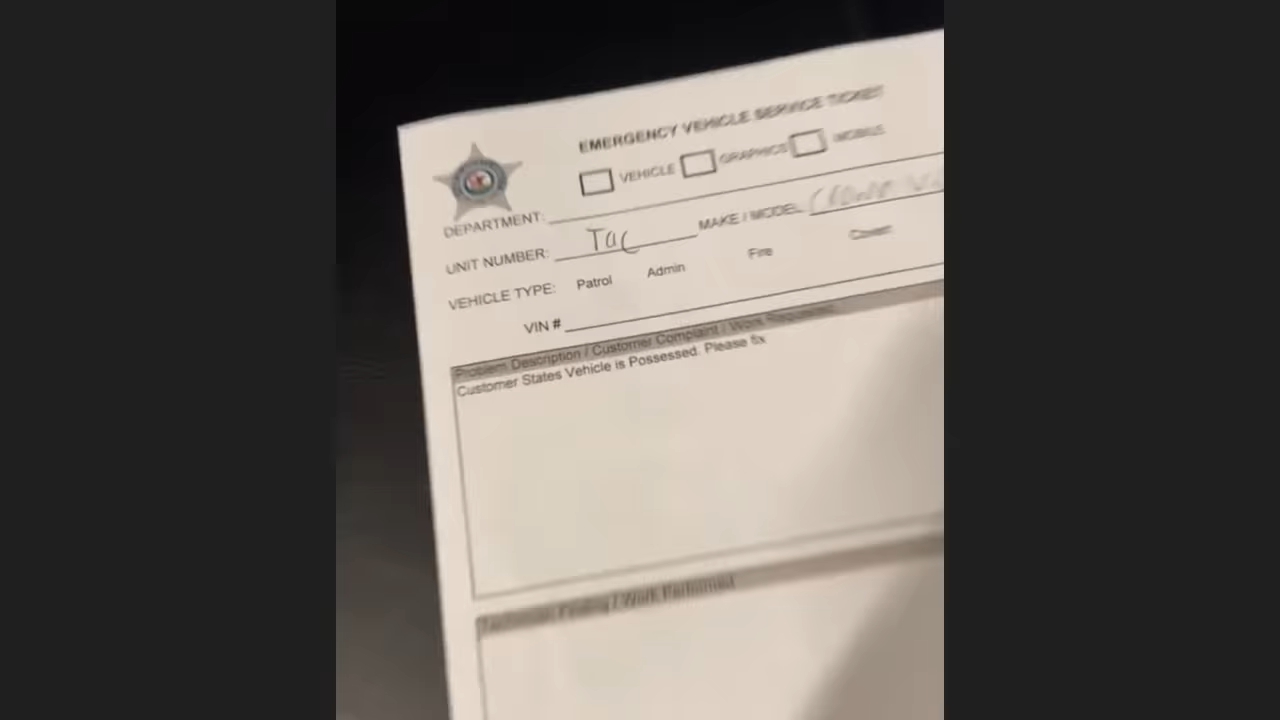 EMERGENCY VEHICLE SERVICE TICKET
VEHICLE GRAPHICS MOBILE
DEPARTMENT:
UNIT NUMBER: Tac MAKE / MODEL
VEHICLE TYPE: Patrol Admin Fire Covert
VIN #
Problem Description / Customer Complaint / Work Requested
Customer States Vehicle is Possessed. Please fix
Technician Finding / Work Performed